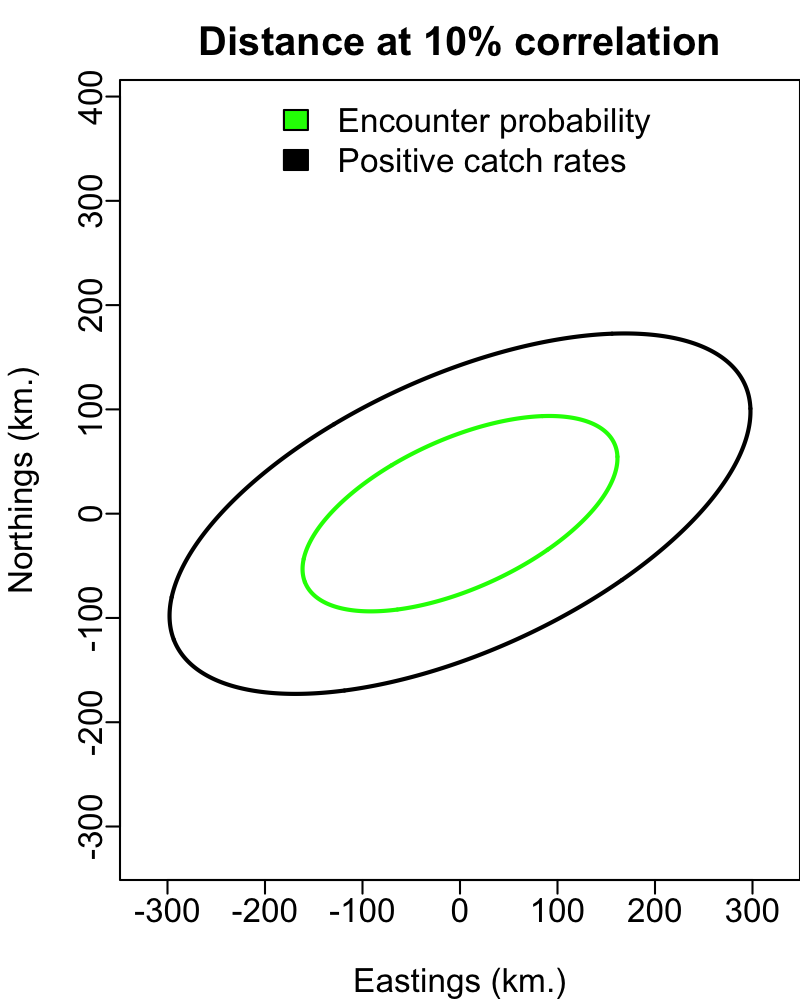 Distance at 10% correlation
Encounter probability
Positive catch rates
400
300
200
100
0
-100
-200
-300
Northings (km.)
-300 -200 -100 0 100 200 300
Eastings (km.)